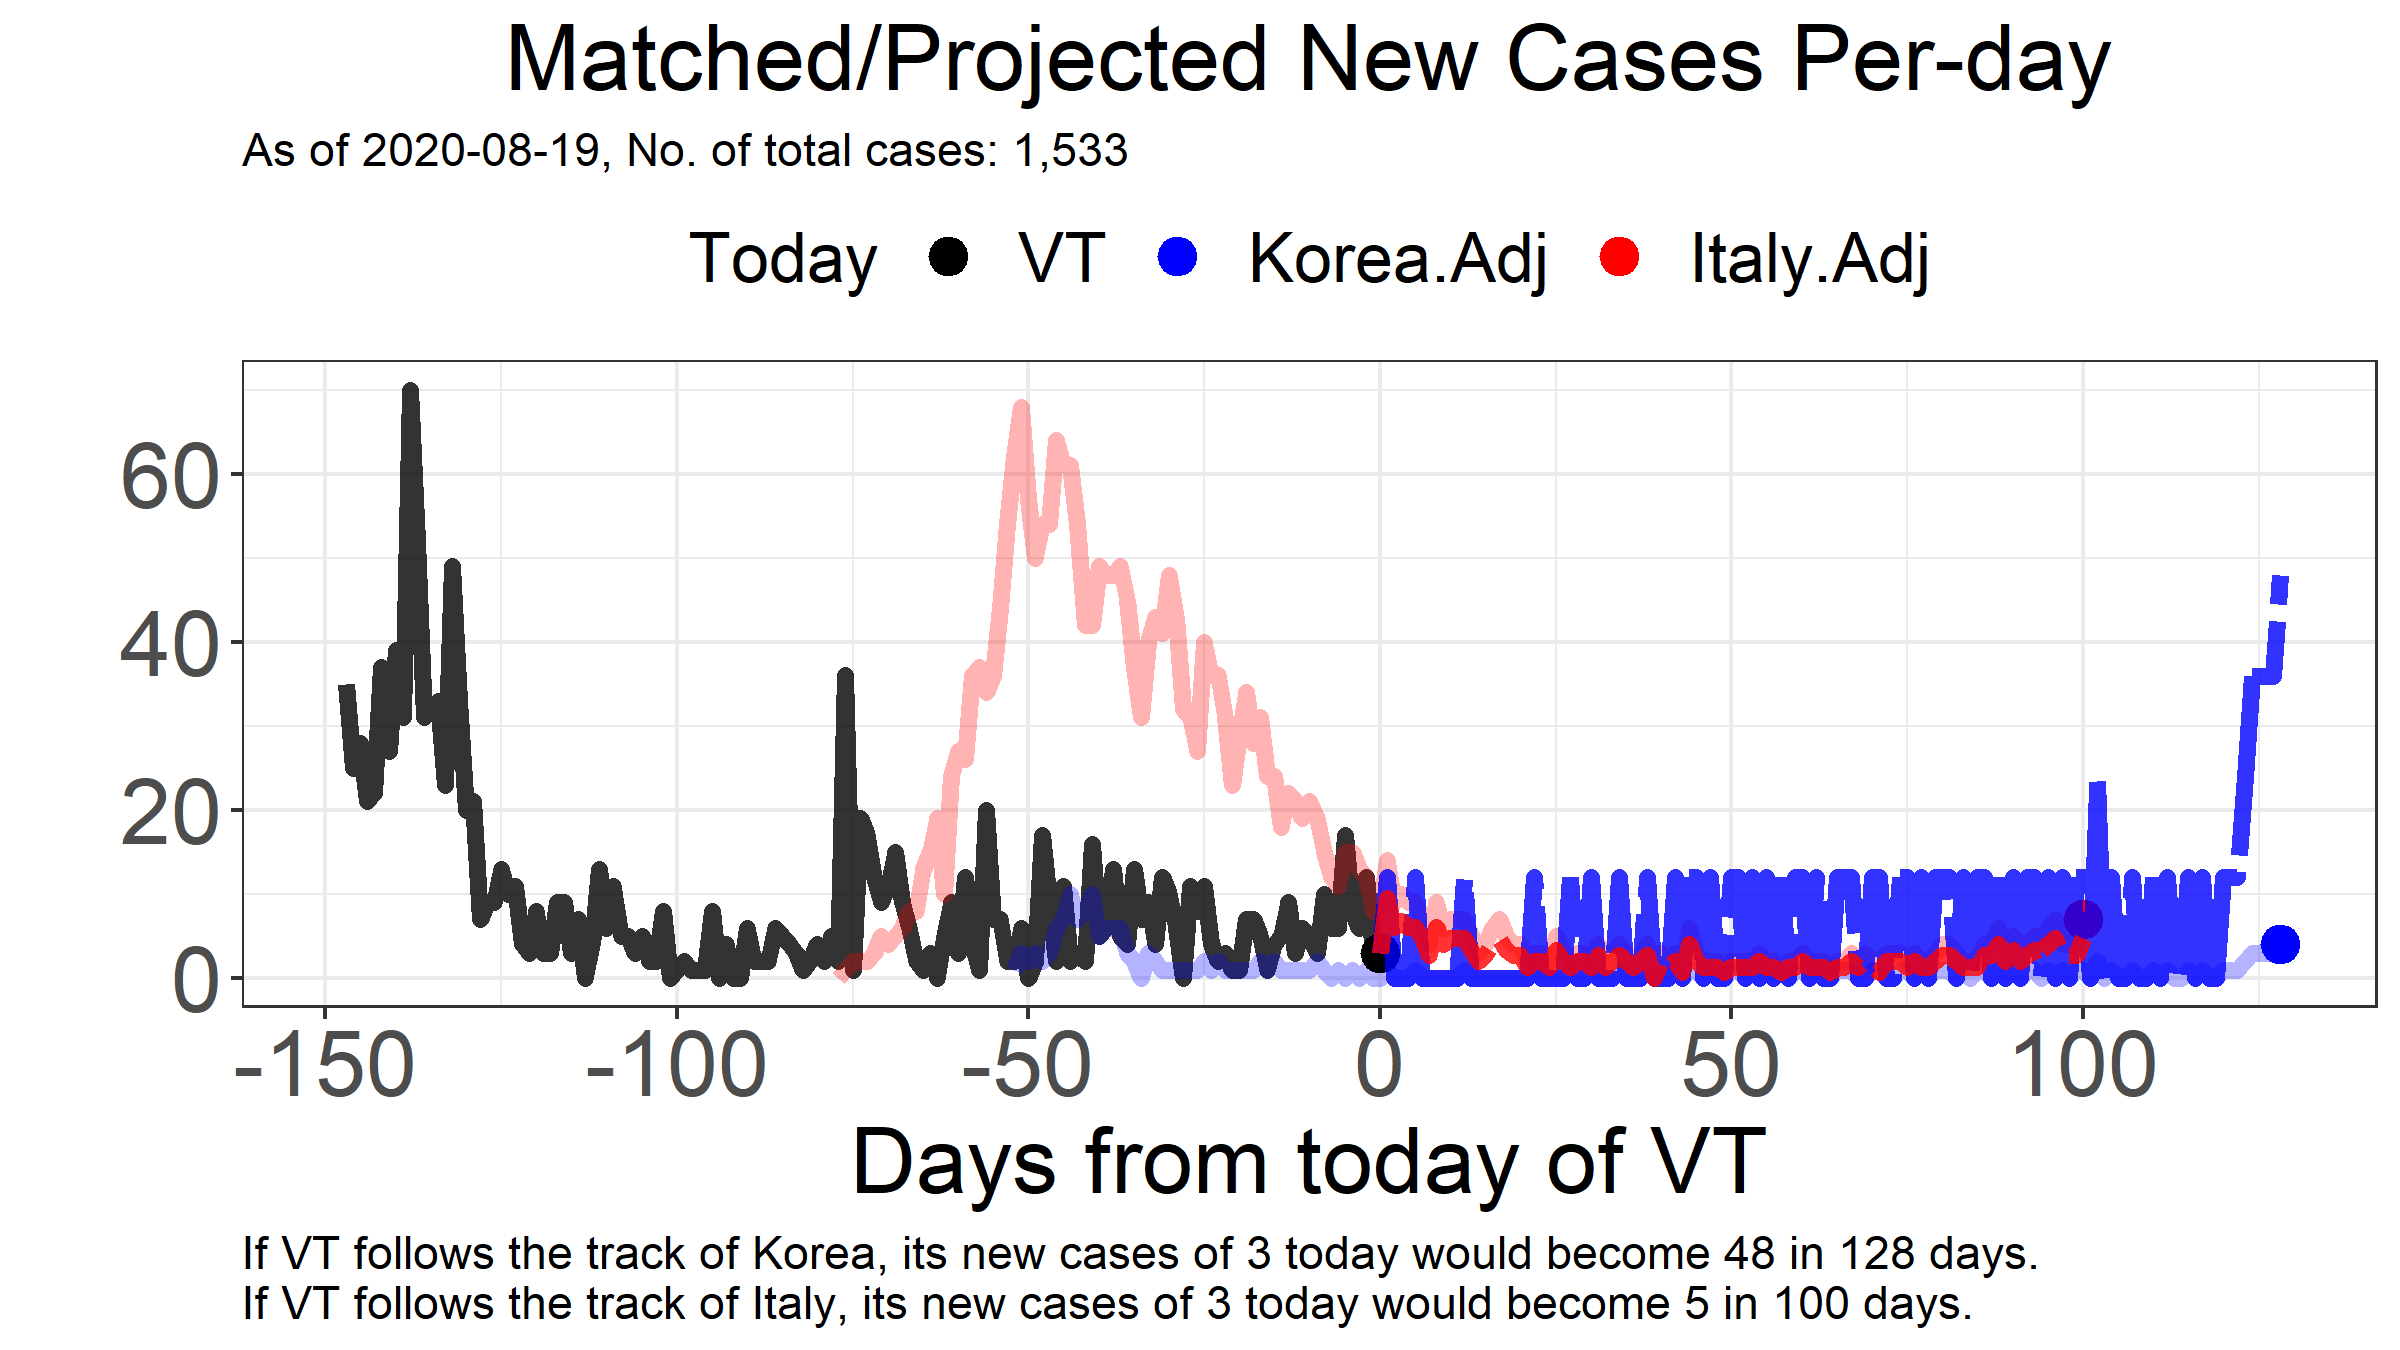 Matched/Projected New Cases Per-day
As of 2020-08-19, No. of total cases: 1,533
Today VT Korea.Adj Italy.Adj
60
40
20
0
-150 -100 -50 0 50 100
Days from today of VT
If VT follows the track of Korea, its new cases of 3 today would become 48 in 128 days.
If VT follows the track of Italy, its new cases of 3 today would become 5 in 100 days.